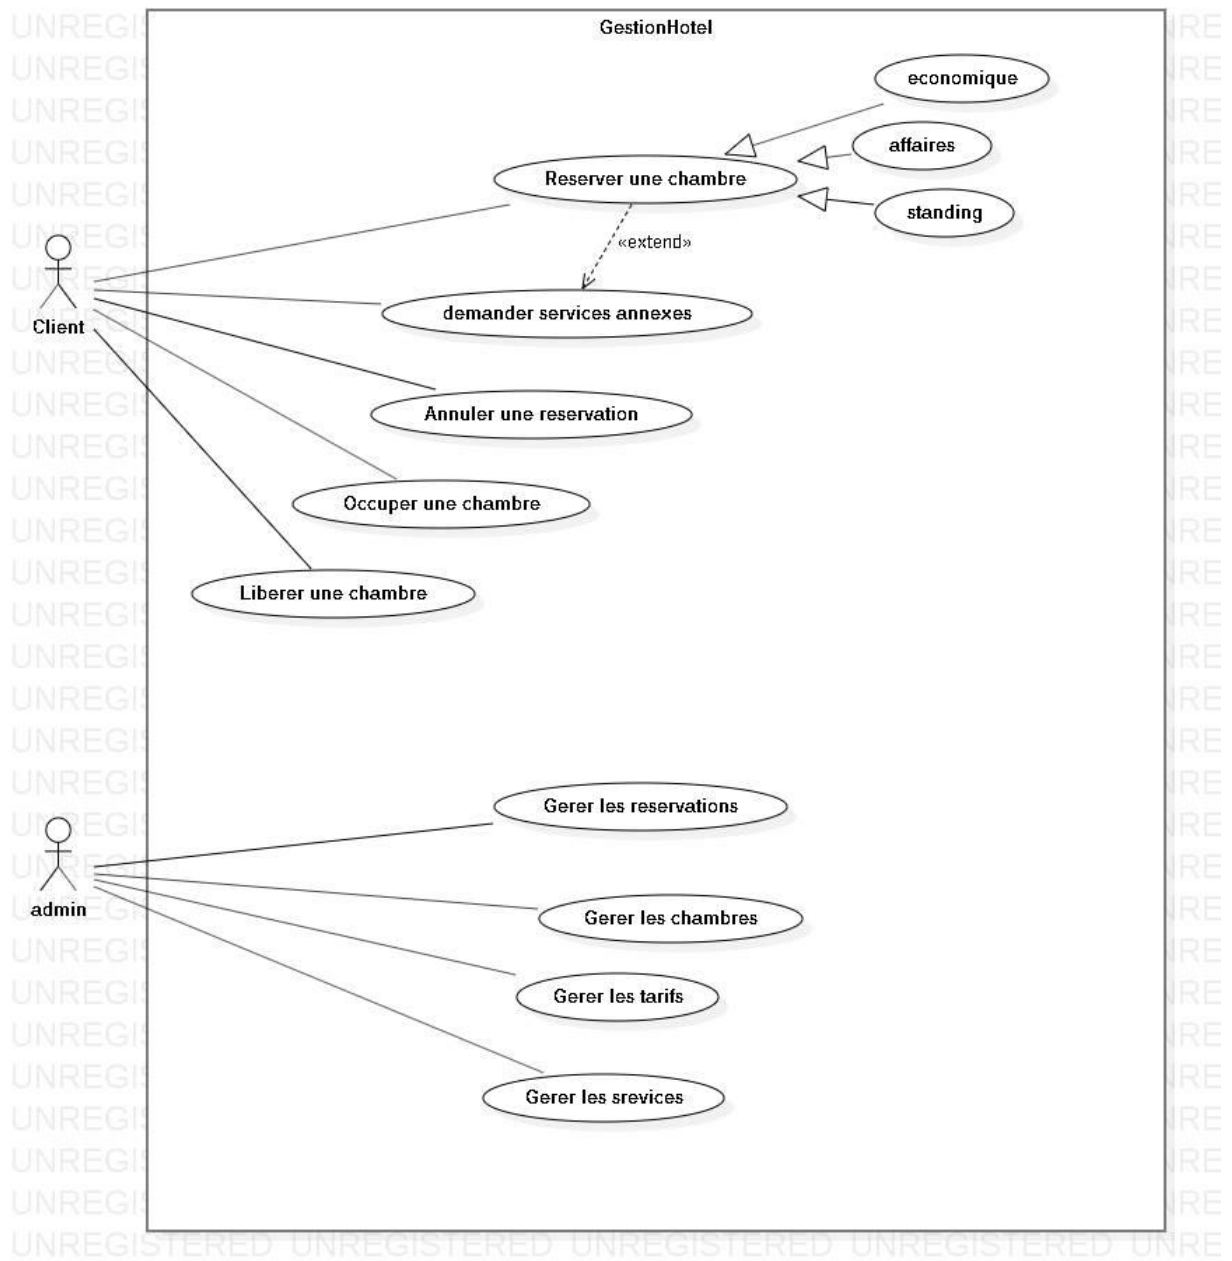 GestionHotel
economique
affaires
Reserver une chambre
standing
«extend»
demander services annexes
Client
Annuler une reservation
Occuper une chambre
Liberer une chambre
Gerer les reservations
admin
Gerer les chambres
Gerer les tarifs
Gerer les srevices
UNREGISTERED UNREGISTERED UNREGISTERED UNREGISTERED UNRE